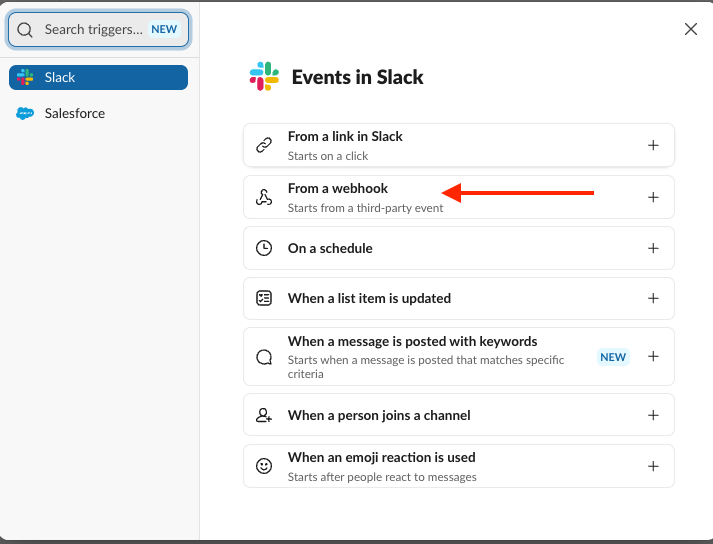 Search triggers... NEW
Slack
Salesforce
Events in Slack
From a link in Slack
Starts on a click
From a webhook
Starts from a third-party event
On a schedule
When a list item is updated
When a message is posted with keywords
Starts when a message is posted that matches specific
criteria
NEW
When a person joins a channel
When an emoji reaction is used
Starts after people react to messages